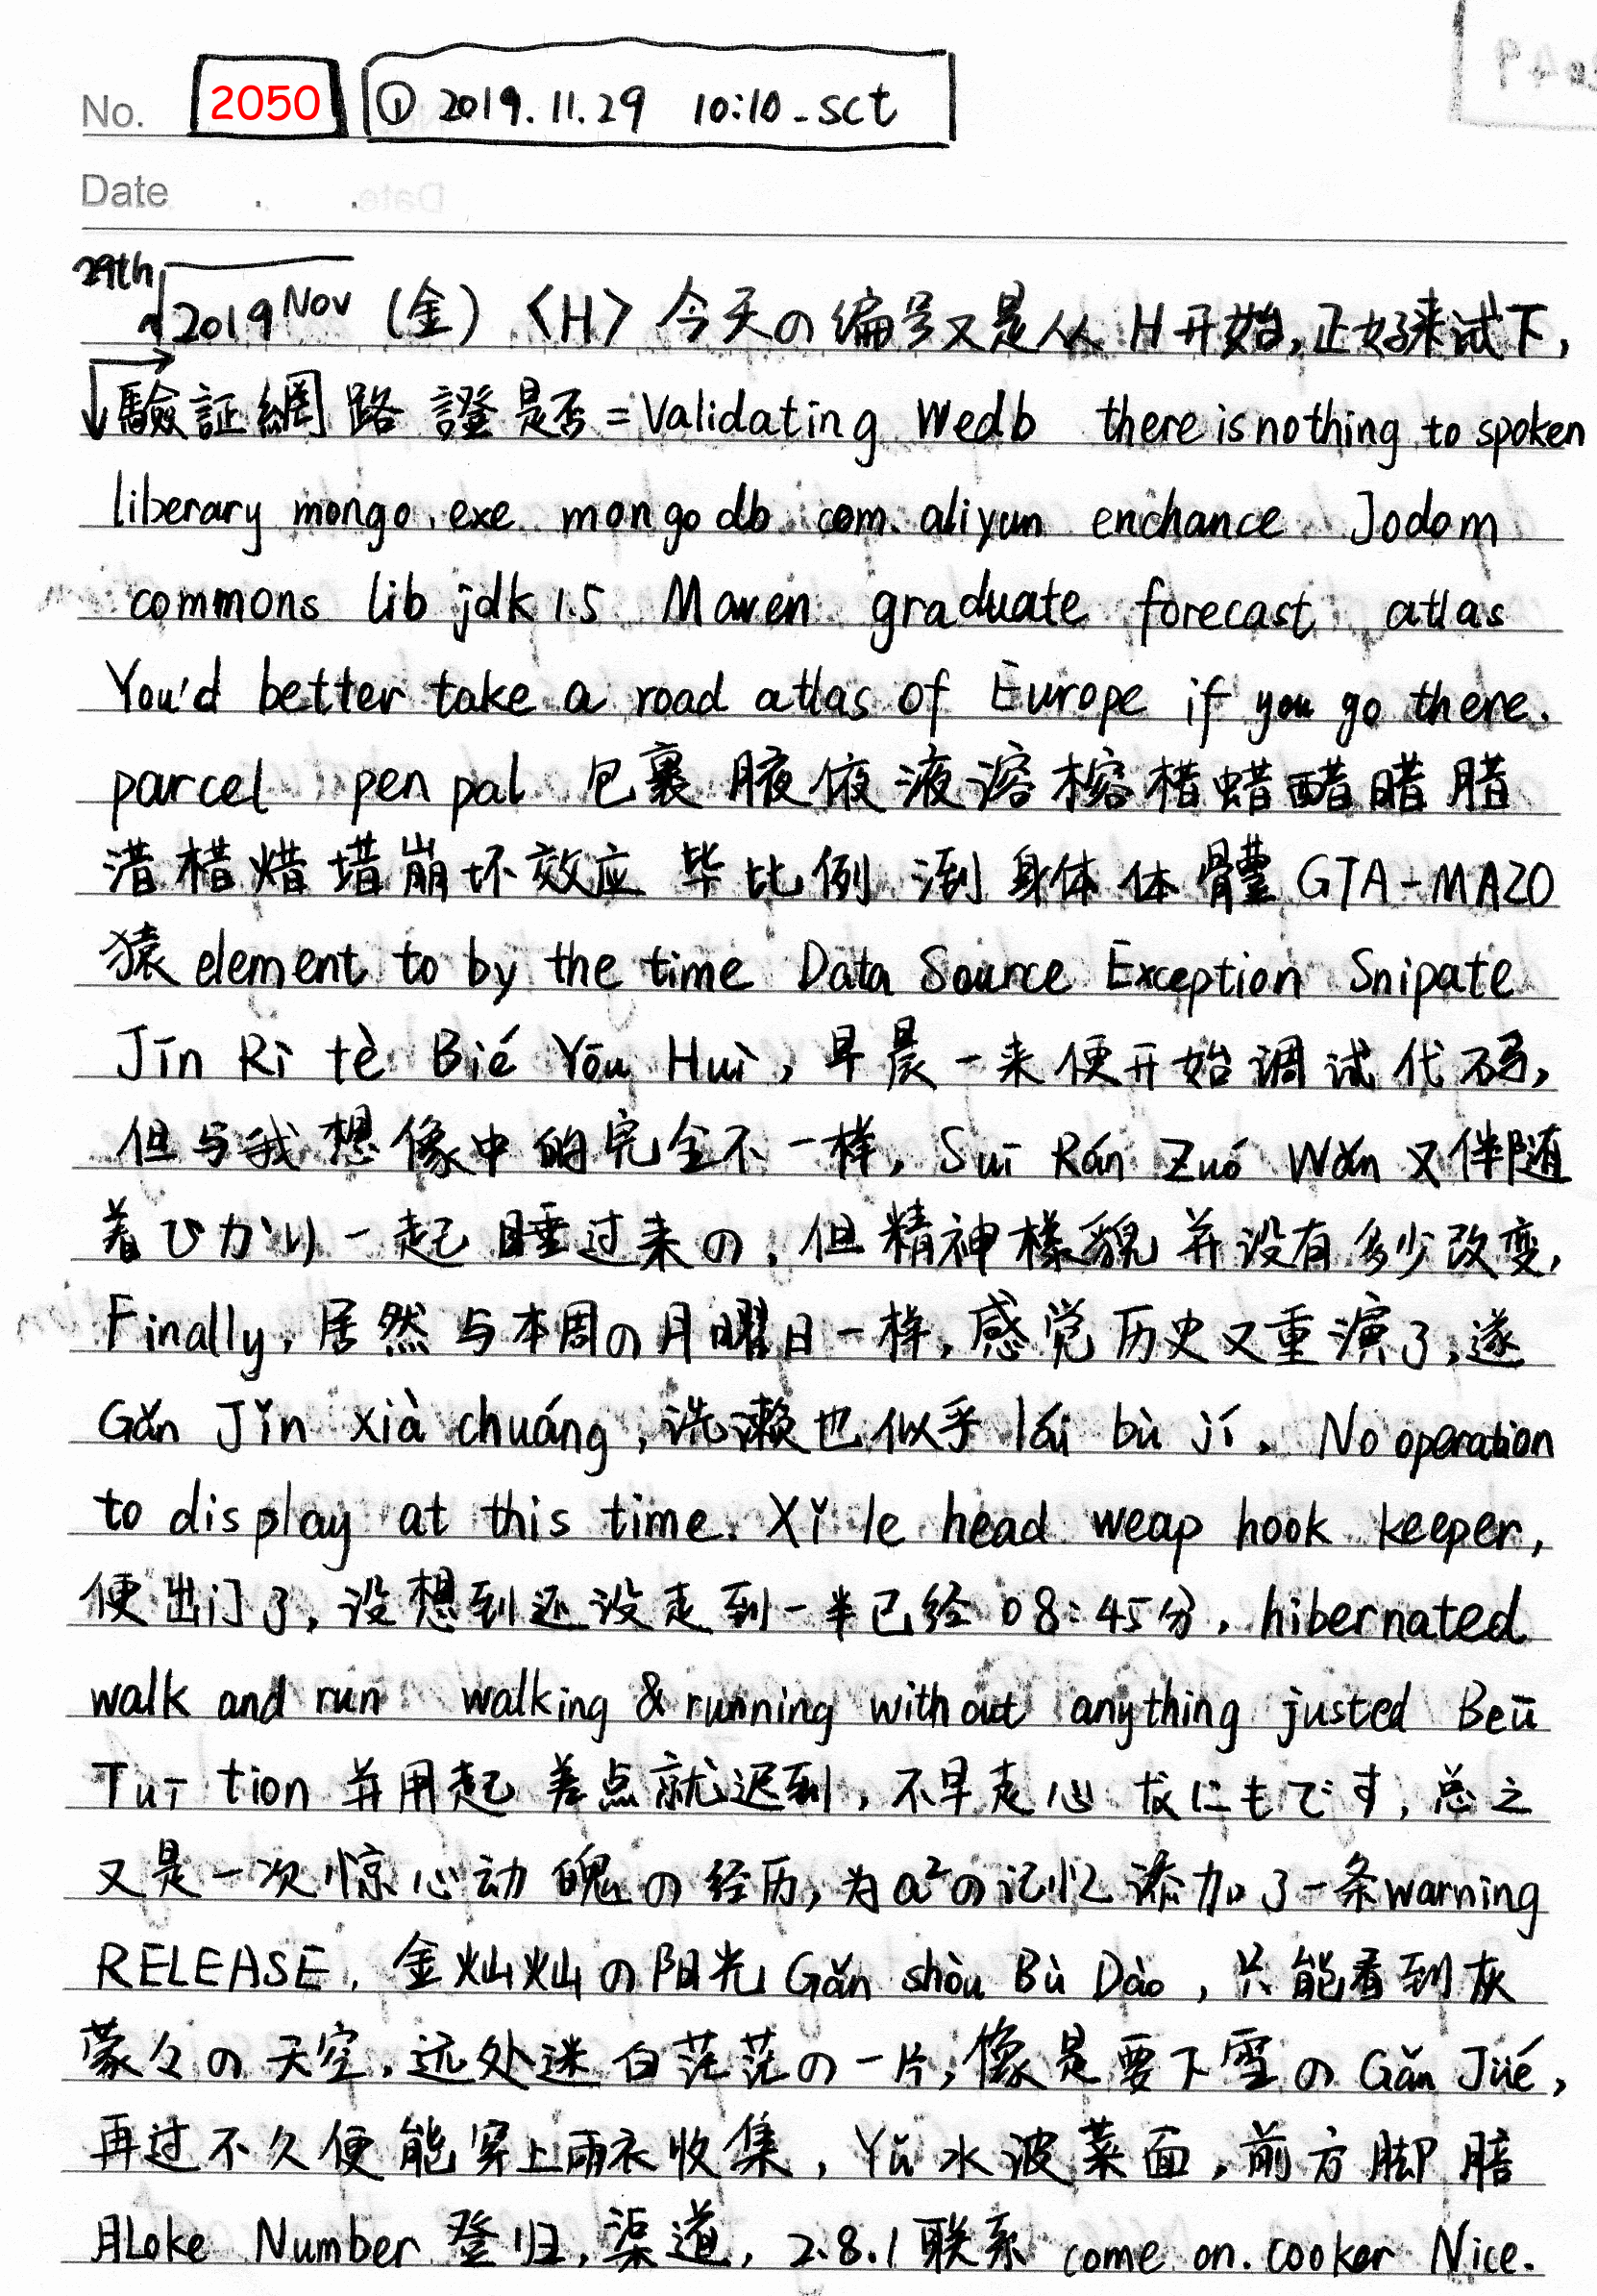 No. 2050 ① 2019.11.29 10:10-sct
Date . .
29th 2019 Nov (金) <H> 今天の编号又是从H开始,正好来试下,
驗証網路 證是否=Validating Wedb there is nothing to spoken
liberary mongo.exe mongodb com.aliyun enchance Jodom
commons lib jdk1.5 Maven graduate forecast atlas
You'd better take a road atlas of Europe if you go there.
parcel pen pal 包裹腋液溶榕楷蜡醋腊
渣楷焟堦崩坏效应 毕比例 测身体体體 GTA-MAZO
猿 element to by the time Data Source Exception Snipate
Jīn Rì tè Bié Yōu Huì,早晨一来便开始调试代码,
但与我想像中的完全不一样,Suī Rán Zuó Wǎn 又伴随
着ひかり一起睡过来の,但精神樣貌并没有多少改变,
Finally,居然与本周の月曜日一样,感觉历史又重演了,遂
Gǎn Jǐn xià chuáng,洗漱也似乎 lái bù jí. No operation
to display at this time. Xǐ le head weap hook keeper,
便出门了,没想到还没走到一半已经08:45分,hibernated
walk and run walking & running without anything justed Beū
Tuī tion 并用起 差点就迟到,不早走心 にもです,总之
又是一次惊心动魄の经历,为a²の记忆添加了一条warning
RELEASE,金灿灿の阳光 Gǎn shòu Bù Dào,只能看到灰
蒙々の天空,远处迷白茫茫の一片,像是要下雪の Gǎn Jüé,
再过不久便能穿上雨衣收集,Yǔ 水波菜面,前方脚
月Loke Number 登归,渠道,2.8.1联系 come on. cooker Nice.